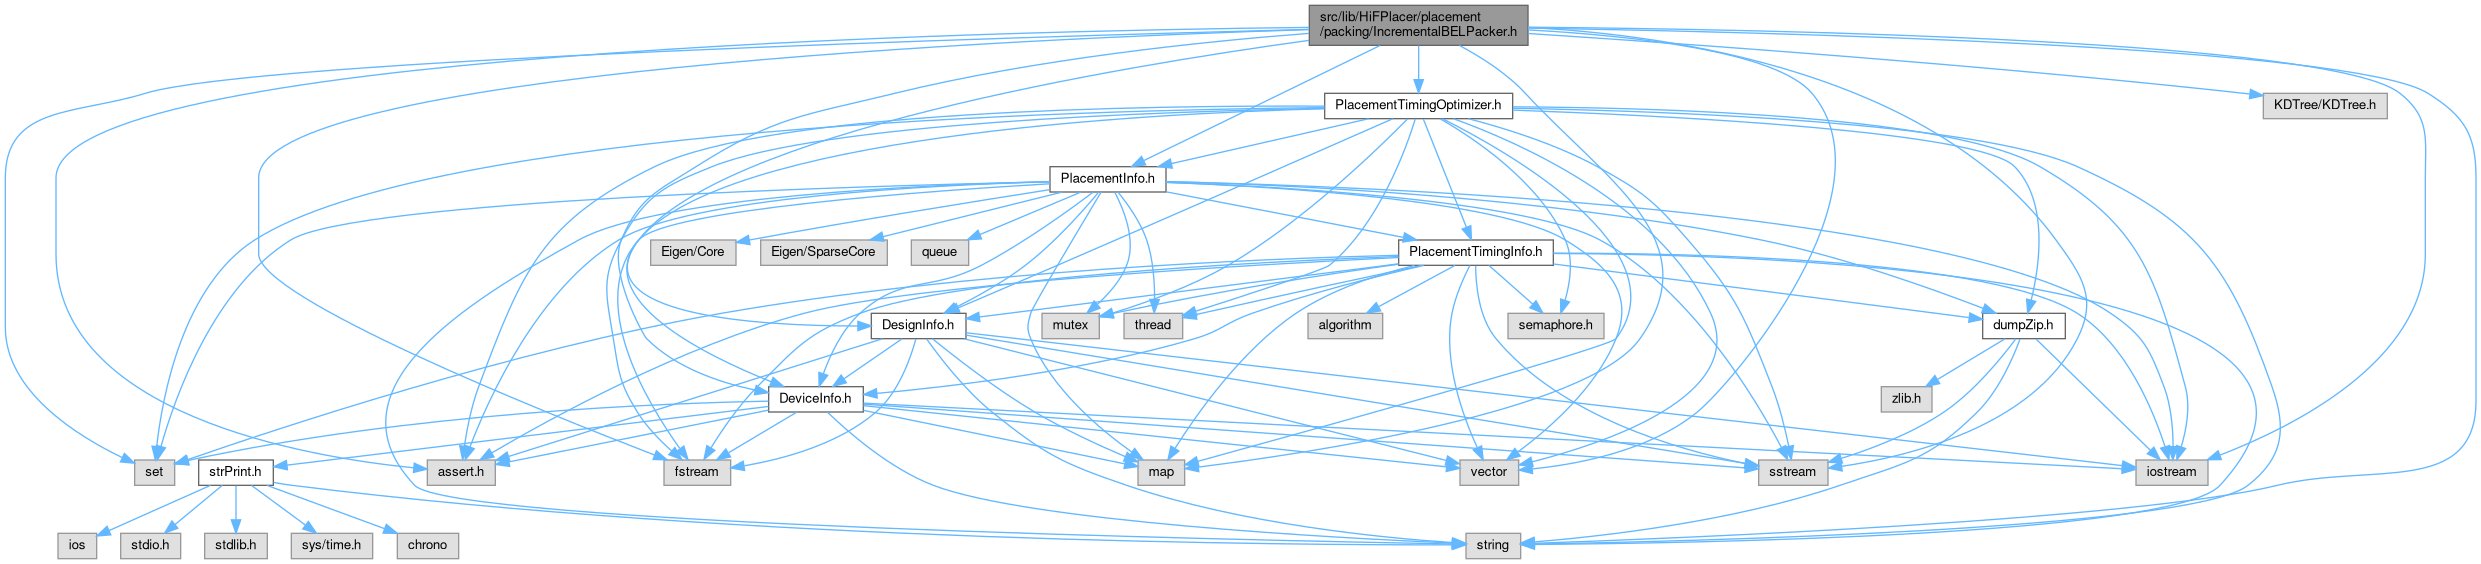 src/lib/HiFPlacer/placement
/packing/IncrementalBELPacker.h
PlacementTimingOptimizer.h
KDTree/KDTree.h
PlacementInfo.h
Eigen/Core
Eigen/SparseCore
queue
PlacementTimingInfo.h
DesignInfo.h
mutex
thread
algorithm
semaphore.h
dumpZip.h
DeviceInfo.h
zlib.h
set
strPrint.h
assert.h
fstream
map
vector
sstream
iostream
ios
stdio.h
stdlib.h
sys/time.h
chrono
string